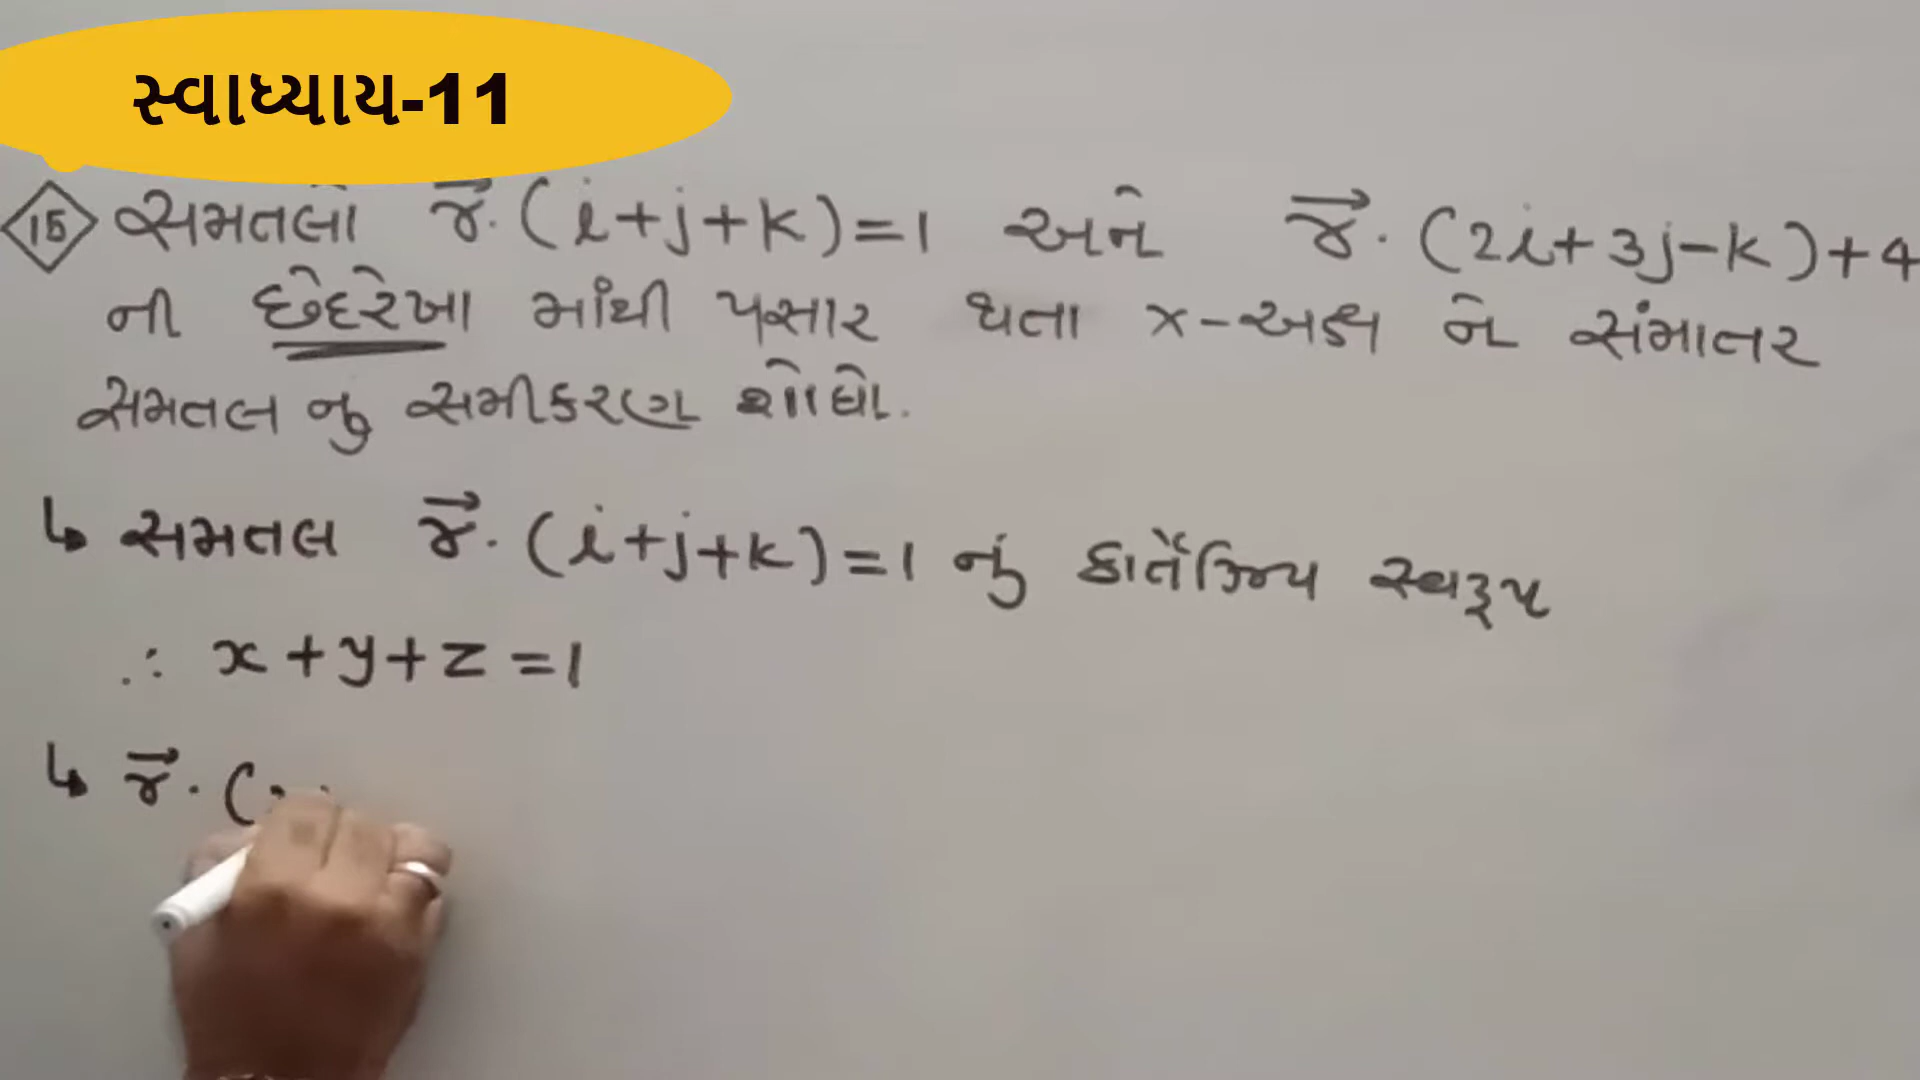 સ્વાધ્યાય-11
15 સમતલો r⃗.(i+j+k)=1 અને r⃗.(2i+3j-k)+4
ની છેદરેખા માંથી પસાર થતા x-અક્ષ ને સંમાતર
સમતલ નુ સમીકરણ શોધો.
↳ સમતલ r⃗.(i+j+k)=1 નું કાર્તેઝિય સ્વરૂપ
∴ x+y+z=1
↳ r⃗.(